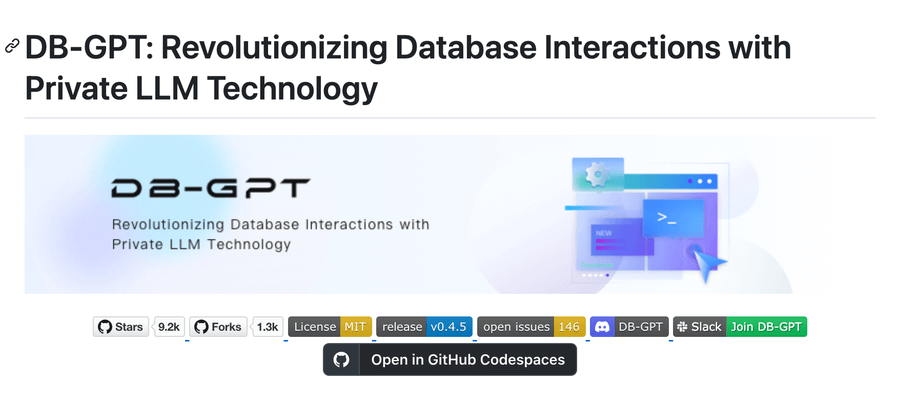 DB-GPT: Revolutionizing Database Interactions with
Private LLM Technology
DB-GPT
Revolutionizing Database Interactions with
Private LLM Technology
>_
NEW
Stars 9.2k Forks 1.3k License MIT release v0.4.5 open issues 146 DB-GPT Slack Join DB-GPT
Open in GitHub Codespaces